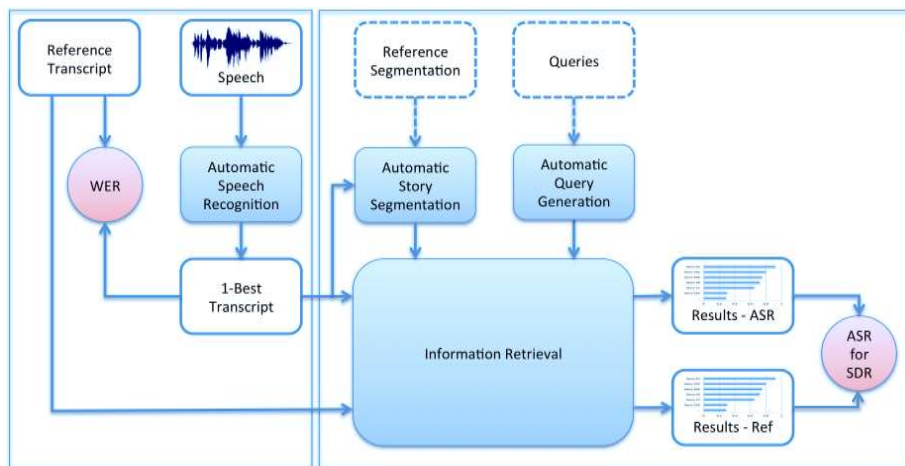 Reference
Transcript
Speech
Reference
Segmentation
Queries
WER
Automatic
Speech
Recognition
Automatic
Story
Segmentation
Automatic
Query
Generation
1-Best
Transcript
Information Retrieval
Results - ASR
Results - Ref
ASR
for
SDR